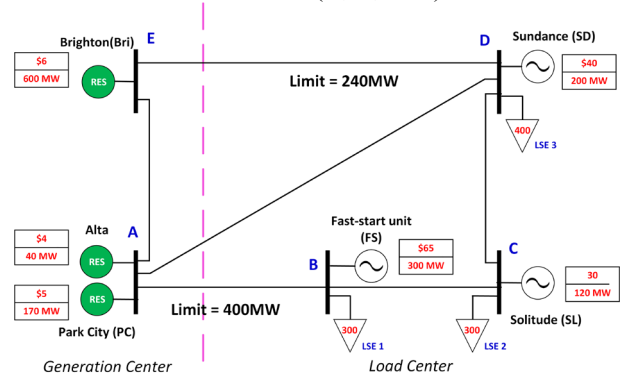 Brighton(Bri)
E
$6
600 MW
RES
Limit = 240MW
D
Sundance (SD)
$40
200 MW
400
LSE 3
Alta
A
$4
40 MW
RES
$5
170 MW
RES
Park City (PC)
Limit = 400MW
Fast-start unit
(FS)
$65
300 MW
B
300
LSE 1
C
30
120 MW
Solitude (SL)
300
LSE 2
Generation Center
Load Center